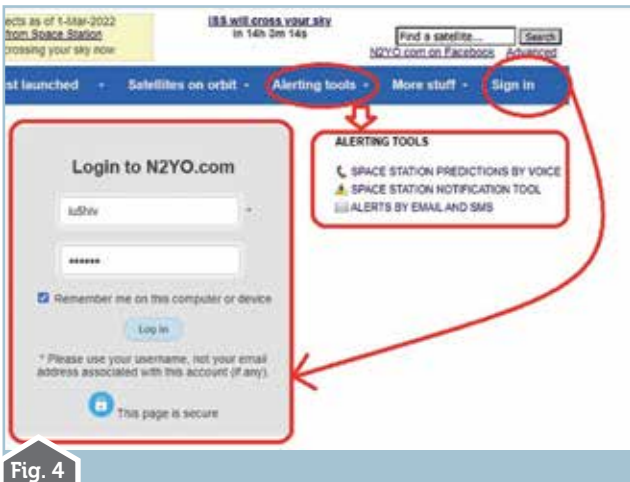 ects as of 1-Mar-2022
from Space Station
crossing your sky now
ISS will cross your sky
in 14h 3m 14s
Find a satellite...
Search
N2YO.com on Facebook Advanced
st launched
Satellites on orbit
Alerting tools
More stuff
Sign in
Login to N2YO.com
iu5hiv
••••••
Remember me on this computer or device
Log in
* Please use your username, not your email
address associated with this account (if any).
This page is secure
ALERTING TOOLS
SPACE STATION PREDICTIONS BY VOICE
SPACE STATION NOTIFICATION TOOL
ALERTS BY EMAIL AND SMS
Fig. 4